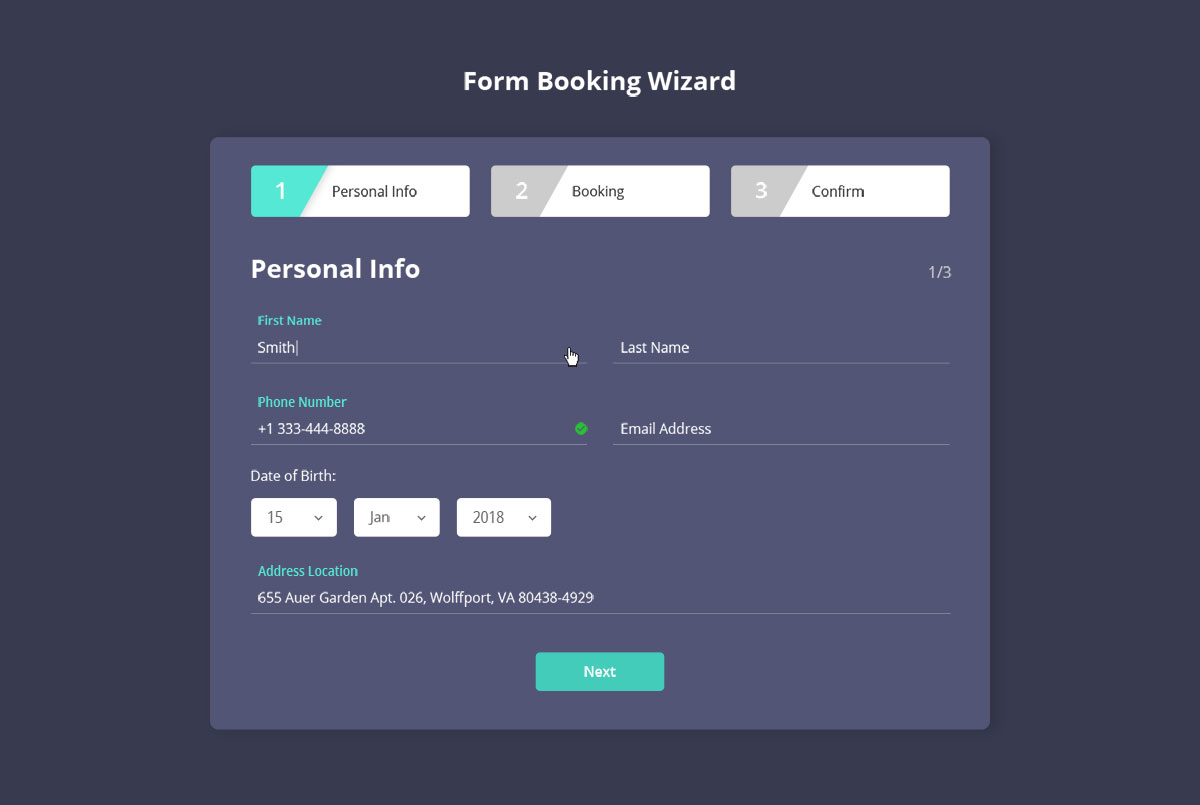 Form Booking Wizard
1 Personal Info 2 Booking 3 Confirm
Personal Info 1/3
First Name
Smith Last Name
Phone Number
+1 333-444-8888 Email Address
Date of Birth:
15 Jan 2018
Address Location
655 Auer Garden Apt. 026, Wolffport, VA 80438-4929
Next